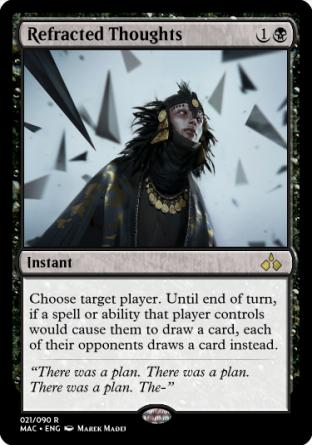 Refracted Thoughts 1
Instant
Choose target player. Until end of turn,
if a spell or ability that player controls
would cause them to draw a card, each
of their opponents draws a card instead.
“There was a plan. There was a plan.
There was a plan. The-”
021/090 R
MAC • ENG Marek Madej